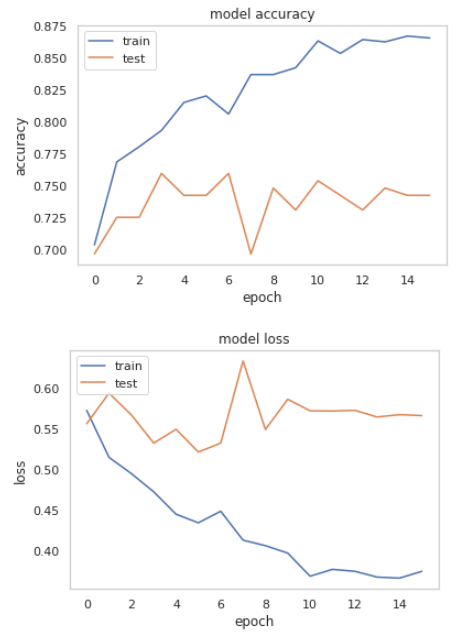 model accuracy
0.875
0.850
0.825
0.800
0.775
0.750
0.725
0.700
accuracy
train
test
0 2 4 6 8 10 12 14
epoch
model loss
0.60
0.55
0.50
0.45
0.40
loss
train
test
0 2 4 6 8 10 12 14
epoch